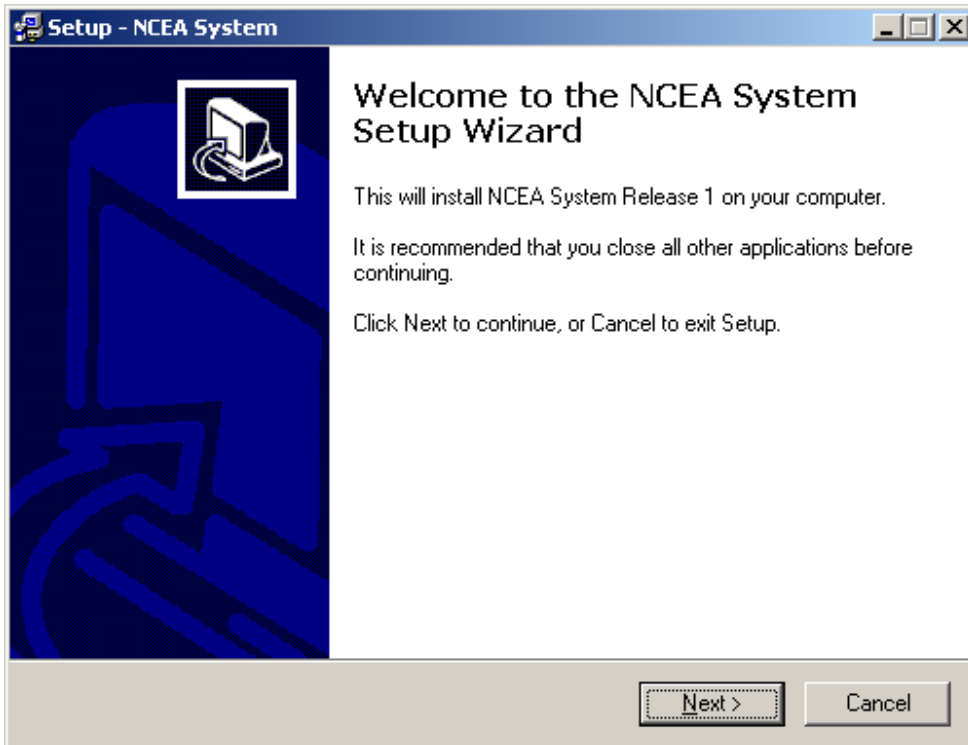 Setup - NCEA System
Welcome to the NCEA System
Setup Wizard
This will install NCEA System Release 1 on your computer.
It is recommended that you close all other applications before
continuing.
Click Next to continue, or Cancel to exit Setup.
Next >
Cancel